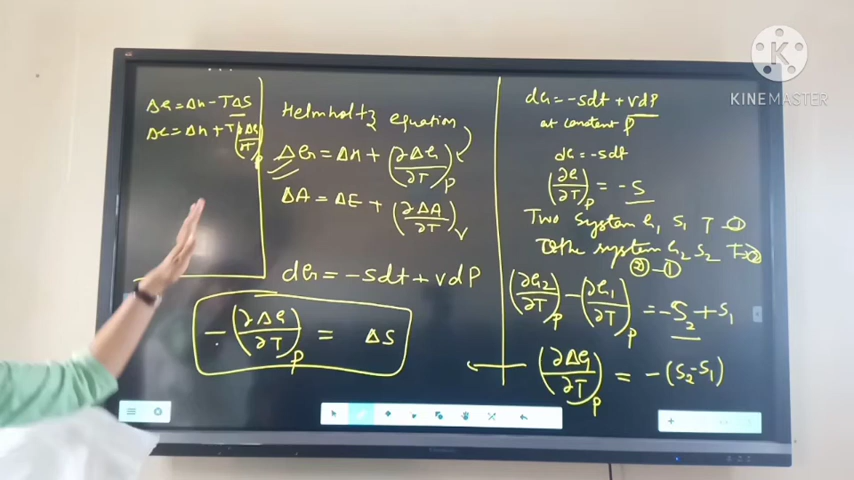 ΔG = ΔH - TΔS
ΔG = ΔH + T(∂ΔG/∂T)p
Helmholtz equation
ΔG = ΔH + (∂ΔG/∂T)p
ΔA = ΔE + (∂ΔA/∂T)V
dG = -Sdt + VdP
-(∂ΔG/∂T)p = ΔS
dG = -Sdt + VdP
at constant P
dG = -Sdt
(∂G/∂T)p = -S
Two system G1 S1 T -①
system G2 S2 T -②
② - ①
(∂G2/∂T)p - (∂G1/∂T)p = -S2 + S1
(∂ΔG/∂T)p = -(S2-S1)
K
KINEMASTER